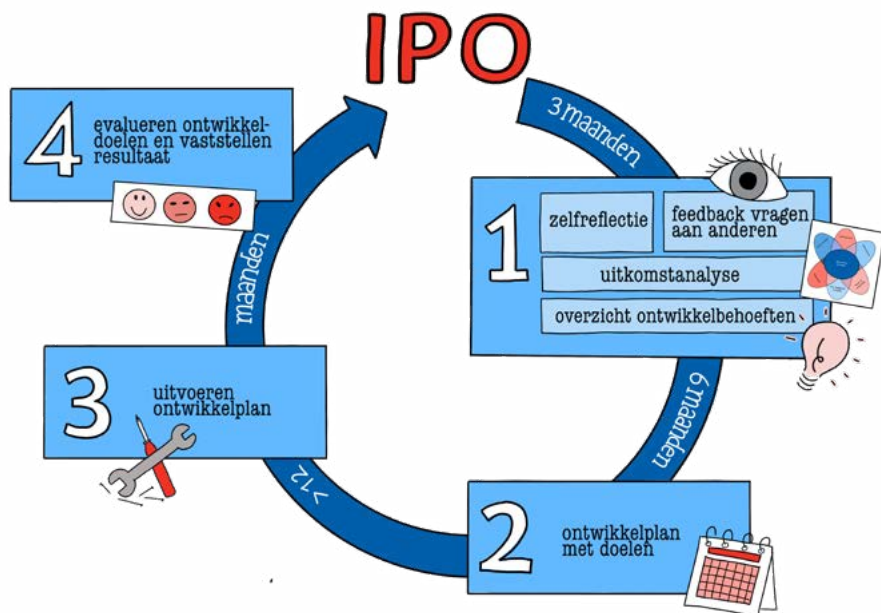 IPO
3 maanden
1
zelfreflectie
feedback vragen
aan anderen
uitkomstanalyse
overzicht ontwikkelbehoeften
6 maanden
2
ontwikkelplan
met doelen
>12
3
uitvoeren
ontwikkelplan
maanden
4
evalueren ontwikkel-
doelen en vaststellen
resultaat